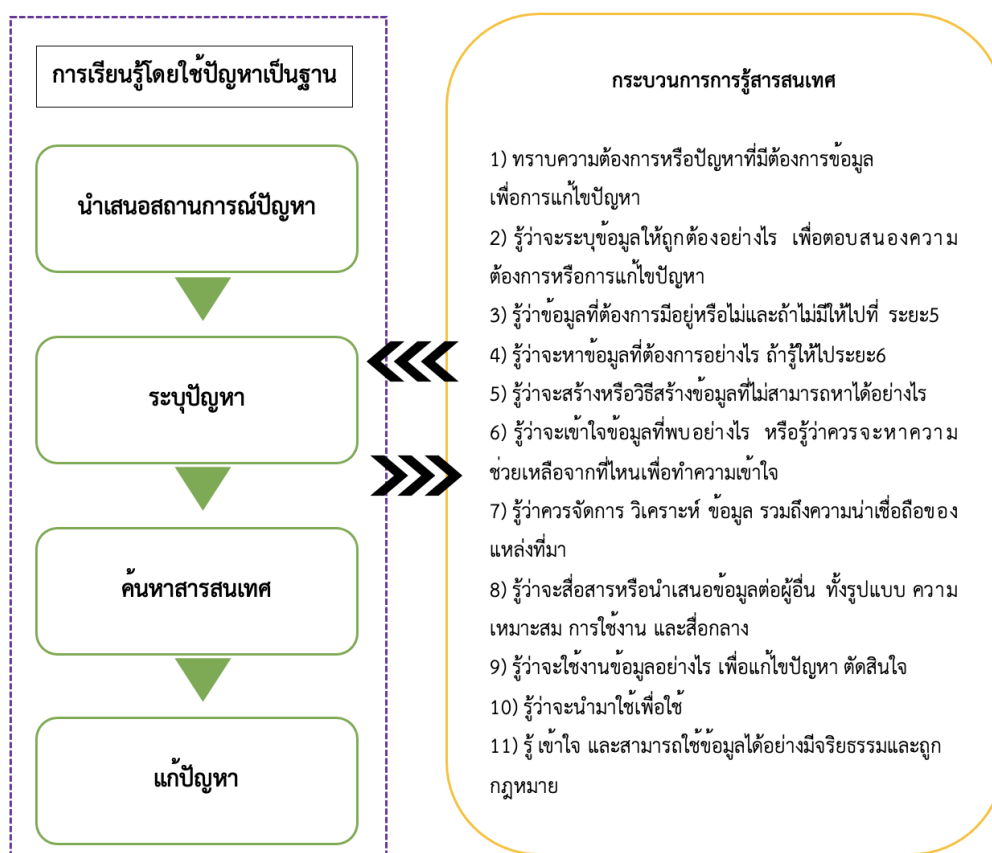 การเรียนรู้โดยใช้ปัญหาเป็นฐาน
นำเสนอสถานการณ์ปัญหา
ระบุปัญหา
ค้นหาสารสนเทศ
แก้ปัญหา
กระบวนการการรู้สารสนเทศ
1) ทราบความต้องการหรือปัญหาที่มีต้องการข้อมูล
เพื่อการแก้ไขปัญหา
2) รู้ว่าจะระบุข้อมูลให้ถูกต้องอย่างไร เพื่อตอบสนองความ
ต้องการหรือการแก้ไขปัญหา
3) รู้ว่าข้อมูลที่ต้องการมีอยู่หรือไม่และถ้าไม่มีให้ไปที่ ระยะ5
4) รู้ว่าจะหาข้อมูลที่ต้องการอย่างไร ถ้ารู้ให้ไประยะ6
5) รู้ว่าจะสร้างหรือวิธีสร้างข้อมูลที่ไม่สามารถหาได้อย่างไร
6) รู้ว่าจะเข้าใจข้อมูลที่พบอย่างไร หรือรู้ว่าควรจะหาความ
ช่วยเหลือจากที่ไหนเพื่อทำความเข้าใจ
7) รู้ว่าควรจัดการ วิเคราะห์ ข้อมูล รวมถึงความน่าเชื่อถือของ
แหล่งที่มา
8) รู้ว่าจะสื่อสารหรือนำเสนอข้อมูลต่อผู้อื่น ทั้งรูปแบบ ความ
เหมาะสม การใช้งาน และสื่อกลาง
9) รู้ว่าจะใช้งานข้อมูลอย่างไร เพื่อแก้ไขปัญหา ตัดสินใจ
10) รู้ว่าจะนำมาใช้เพื่อใช้
11) รู้ เข้าใจ และสามารถใช้ข้อมูลได้อย่างมีจริยธรรมและถูก
กฎหมาย